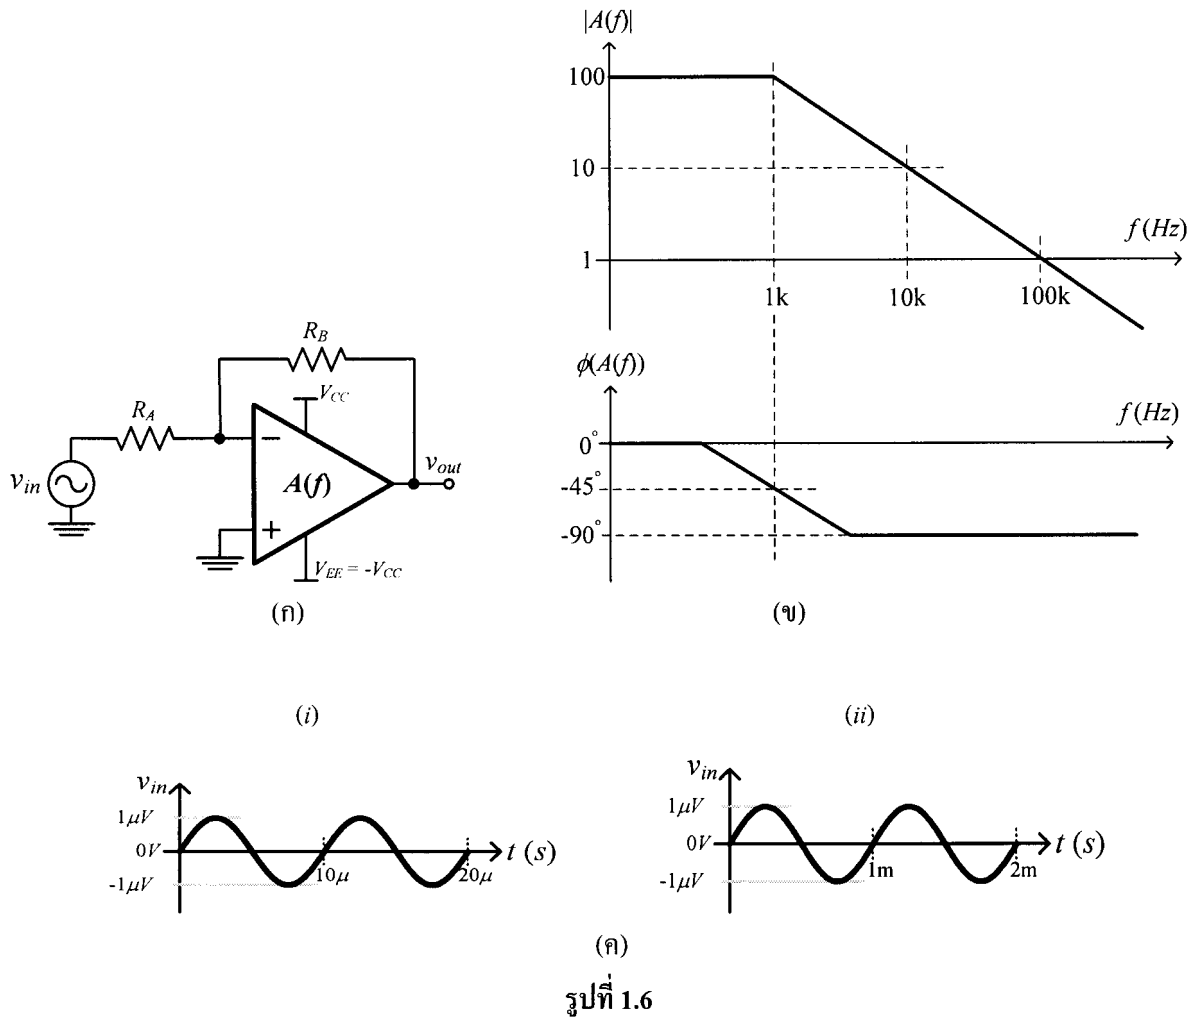 |A(f)|
100
10
1
f (Hz)
1k
10k
100k
R_B
V_CC
R_A
v_in
−
A(f)
+
v_out
V_EE = -V_CC
(ก)
ϕ(A(f))
f (Hz)
0°
-45°
-90°
(ข)
(i)
v_in
1μV
0V
-1μV
10μ
20μ
t (s)
(ii)
v_in
1μV
0V
-1μV
1m
2m
t (s)
(ค)
รูปที่ 1.6